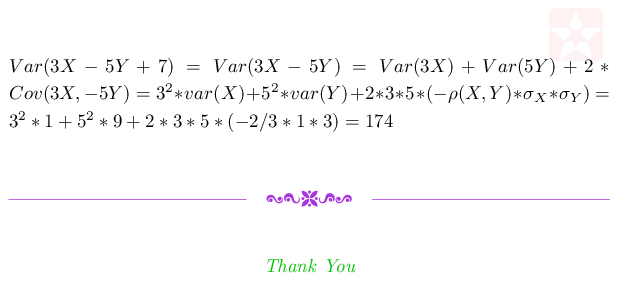 Var(3X − 5Y + 7) = Var(3X − 5Y) = Var(3X) + Var(5Y) + 2 ∗
Cov(3X, −5Y) = 3²∗var(X)+5²∗var(Y)+2∗3∗5∗(−ρ(X, Y)∗σ_X∗σ_Y) =
3² ∗ 1 + 5² ∗ 9 + 2 ∗ 3 ∗ 5 ∗ (−2/3 ∗ 1 ∗ 3) = 174
Thank You